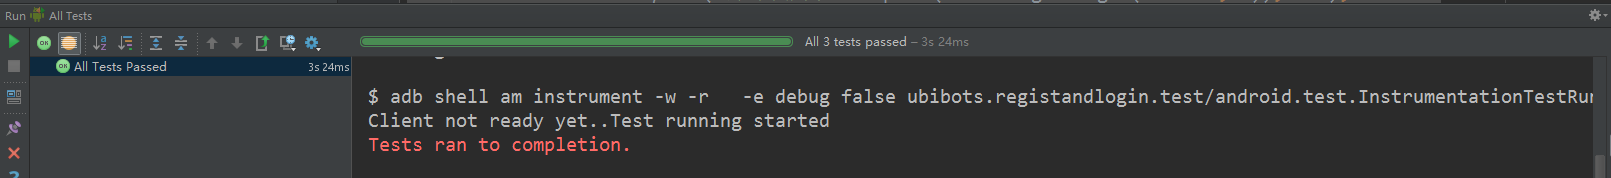 Run All Tests
All 3 tests passed – 3s 24ms
OK All Tests Passed 3s 24ms
$ adb shell am instrument -w -r   -e debug false ubibots.registandlogin.test/android.test.InstrumentationTestRun
Client not ready yet..Test running started
Tests ran to completion.